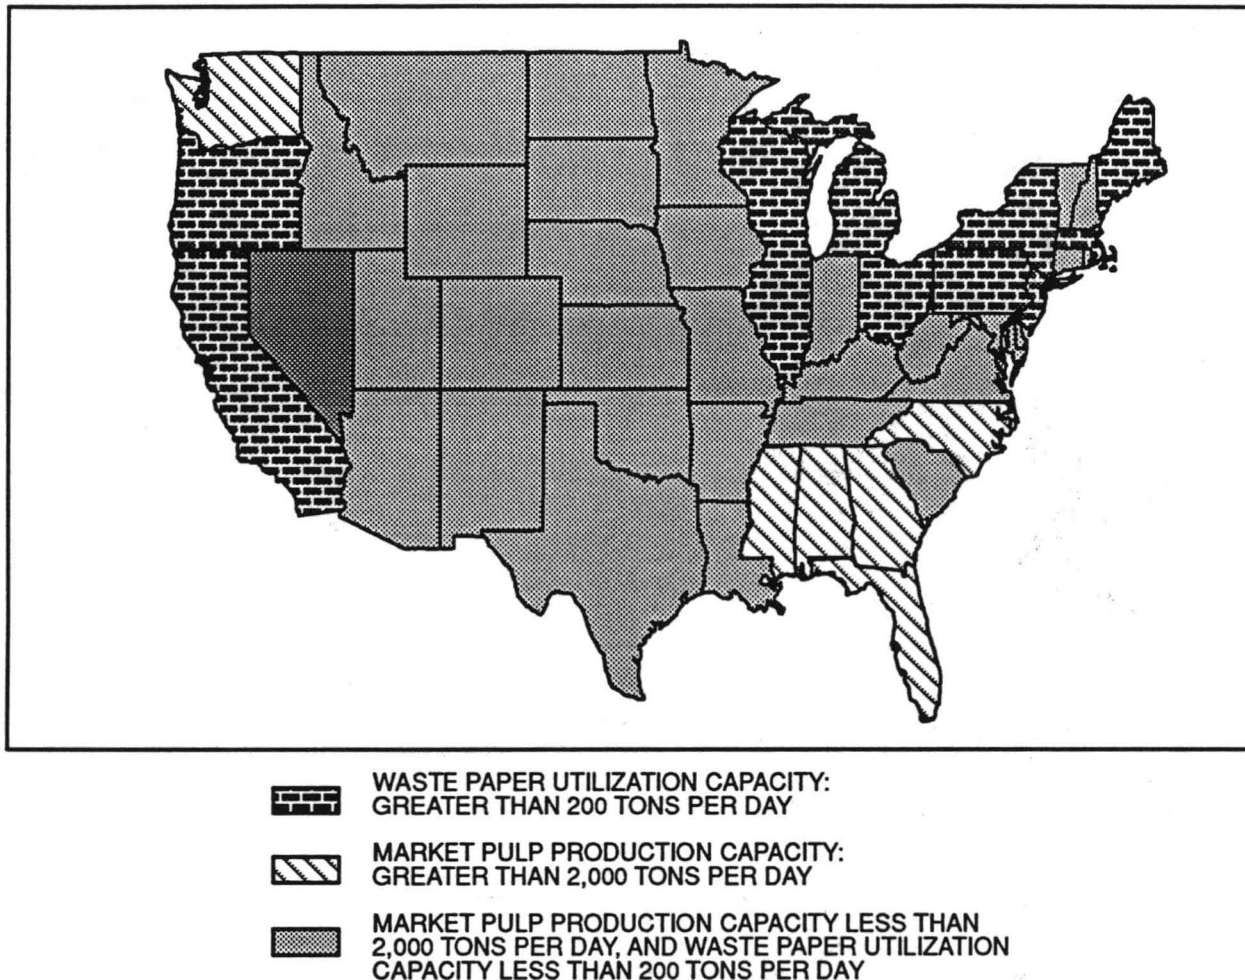 WASTE PAPER UTILIZATION CAPACITY:
GREATER THAN 200 TONS PER DAY
MARKET PULP PRODUCTION CAPACITY:
GREATER THAN 2,000 TONS PER DAY
MARKET PULP PRODUCTION CAPACITY LESS THAN
2,000 TONS PER DAY, AND WASTE PAPER UTILIZATION
CAPACITY LESS THAN 200 TONS PER DAY